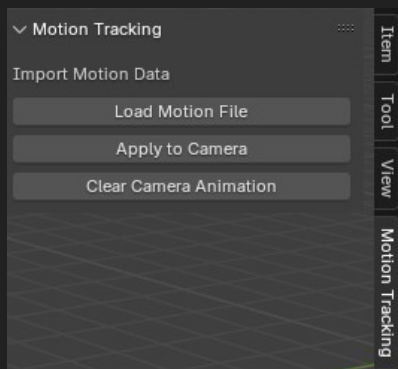 Motion Tracking
Import Motion Data
Load Motion File
Apply to Camera
Clear Camera Animation
Item
Tool
View
Motion Tracking